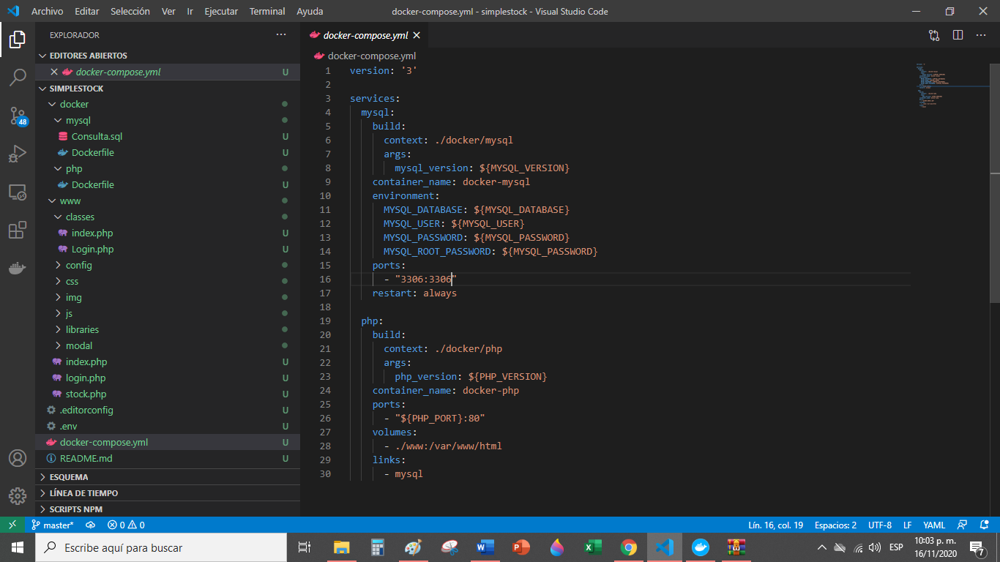 Archivo Editar Selección Ver Ir Ejecutar Terminal Ayuda docker-compose.yml - simplestock - Visual Studio Code
EXPLORADOR
EDITORES ABIERTOS
docker-compose.yml U
SIMPLESTOCK
docker
mysql
Consulta.sql U
Dockerfile U
php
Dockerfile U
www
classes
index.php U
Login.php U
config
css
img
js
libraries
modal
index.php U
login.php U
stock.php U
.editorconfig U
.env U
docker-compose.yml U
README.md U
ESQUEMA
LÍNEA DE TIEMPO
SCRIPTS NPM
48
docker-compose.yml
docker-compose.yml
1 version: '3'
2
3 services:
4 mysql:
5 build:
6 context: ./docker/mysql
7 args:
8 mysql_version: ${MYSQL_VERSION}
9 container_name: docker-mysql
10 environment:
11 MYSQL_DATABASE: ${MYSQL_DATABASE}
12 MYSQL_USER: ${MYSQL_USER}
13 MYSQL_PASSWORD: ${MYSQL_PASSWORD}
14 MYSQL_ROOT_PASSWORD: ${MYSQL_PASSWORD}
15 ports:
16 - "3306:3306"
17 restart: always
18
19 php:
20 build:
21 context: ./docker/php
22 args:
23 php_version: ${PHP_VERSION}
24 container_name: docker-php
25 ports:
26 - "${PHP_PORT}:80"
27 volumes:
28 - ./www:/var/www/html
29 links:
30 - mysql
master* 0 0 Lín. 16, col. 19 Espacios: 2 UTF-8 LF YAML
Escribe aquí para buscar
ESP
10:03 p. m.
16/11/2020
7